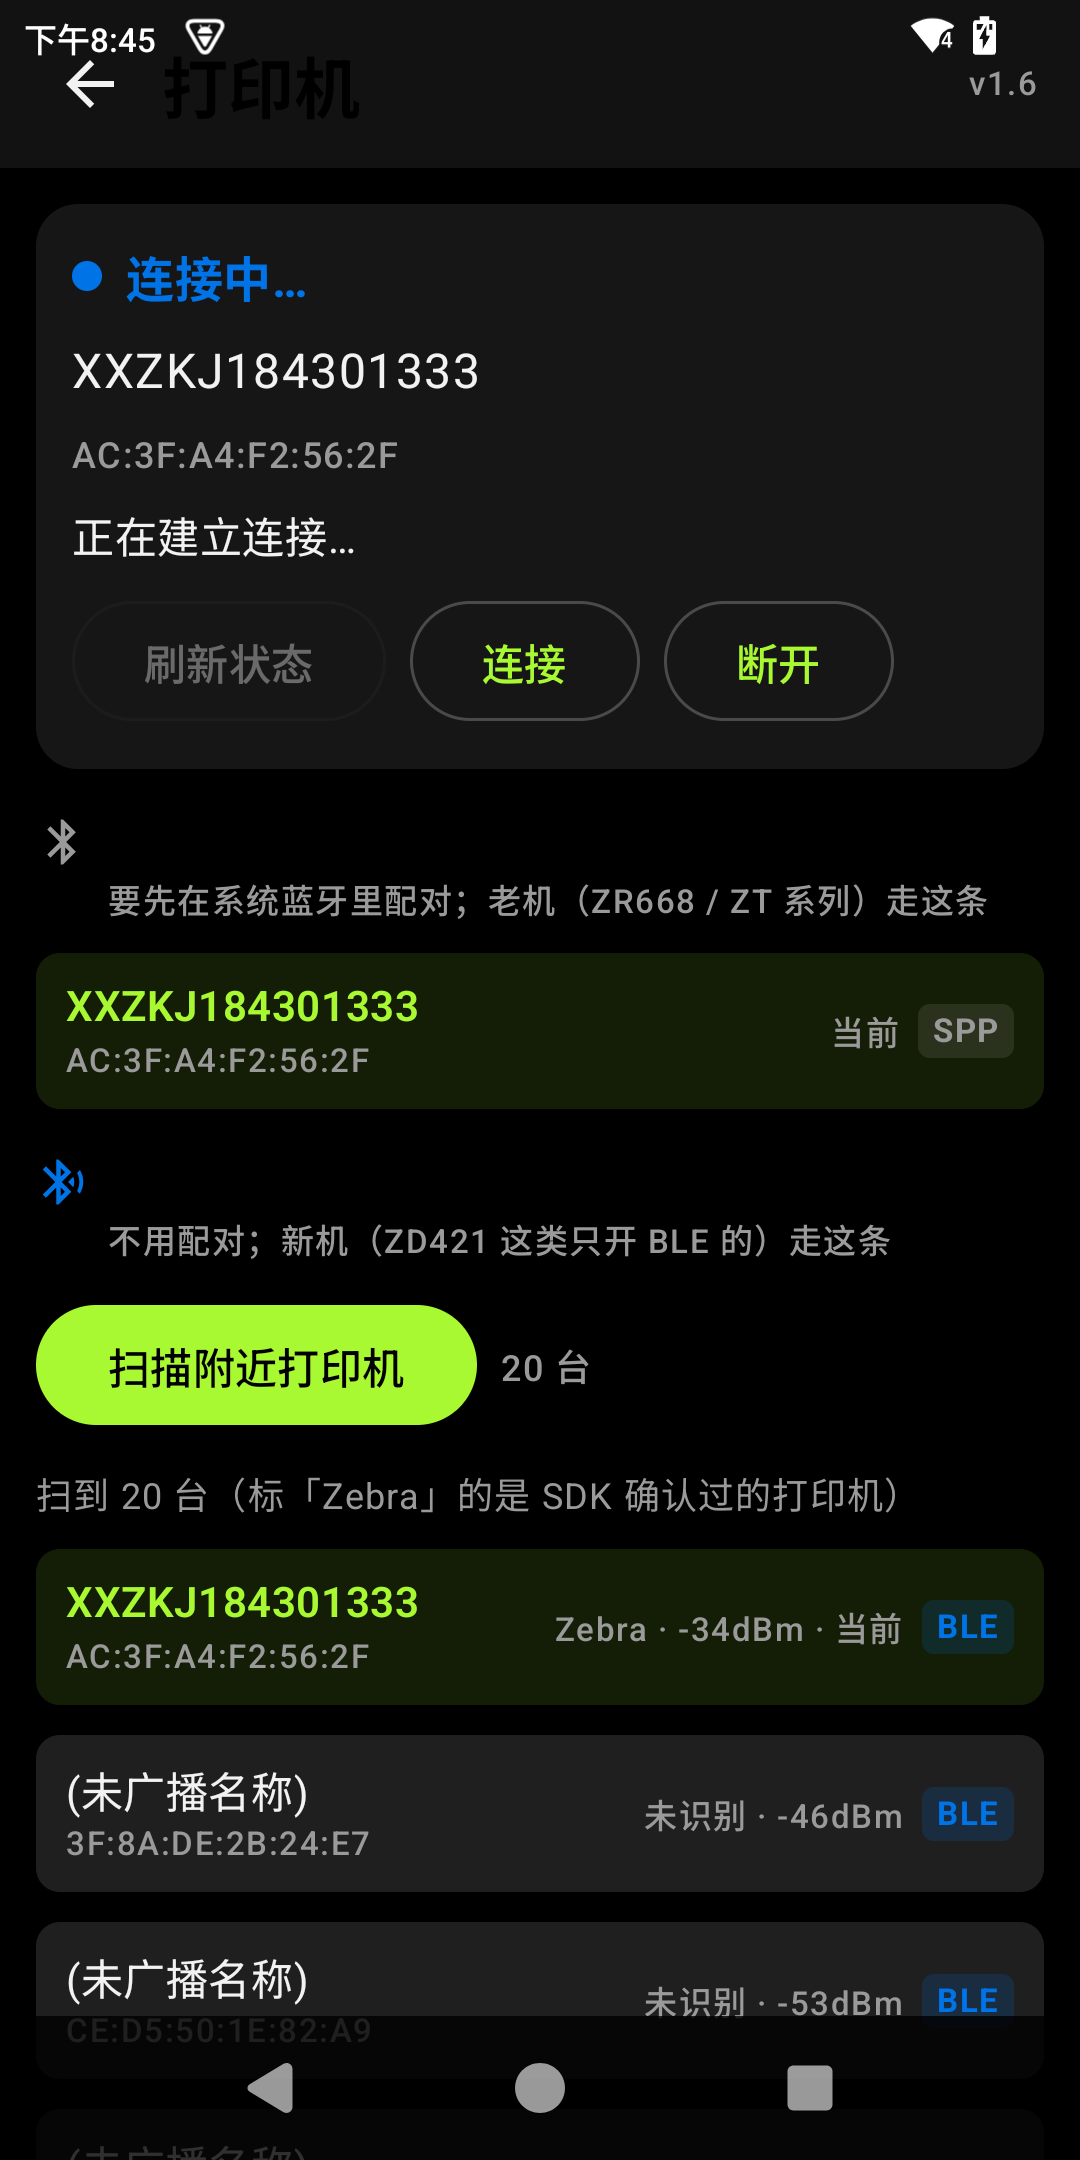 下午8:45
4
打印机
v1.6
连接中...
XXZKJ184301333
AC:3F:A4:F2:56:2F
正在建立连接...
刷新状态
连接
断开
要先在系统蓝牙里配对；老机（ZR668 / ZT 系列）走这条
XXZKJ184301333
AC:3F:A4:F2:56:2F
当前
SPP
不用配对；新机（ZD421 这类只开 BLE 的）走这条
扫描附近打印机
20 台
扫到 20 台（标「Zebra」的是 SDK 确认过的打印机）
XXZKJ184301333
AC:3F:A4:F2:56:2F
Zebra · -34dBm · 当前
BLE
(未广播名称)
3F:8A:DE:2B:24:E7
未识别 · -46dBm
BLE
(未广播名称)
CE:D5:50:1E:82:A9
未识别 · -53dBm
BLE
(未广播名称)